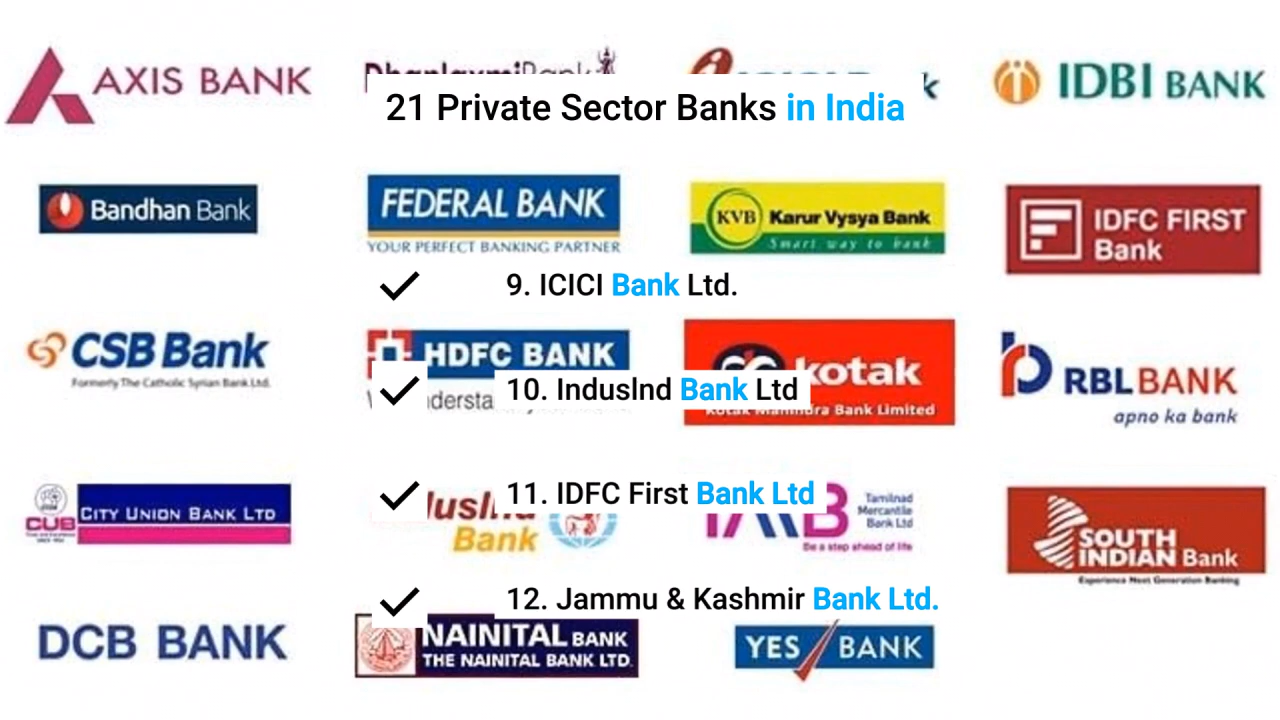 AXIS BANK
DhanlaxmiBank
IDBI BANK
21 Private Sector Banks in India
Bandhan Bank
FEDERAL BANK
YOUR PERFECT BANKING PARTNER
KVB Karur Vysya Bank
Smart way to bank
IDFC FIRST
Bank
9. ICICI Bank Ltd.
CSB Bank
Formerly The Catholic Syrian Bank Ltd.
HDFC BANK
kotak
Kotak Mahindra Bank Limited
RBL BANK
apno ka bank
10. IndusInd Bank Ltd
11. IDFC First Bank Ltd
CUB
CITY UNION BANK LTD
IndusInd
Bank
TMB
Tamilnad
Mercantile
Bank Ltd
Be a step ahead of life
SOUTH
INDIAN Bank
Experience Next Generation Banking
12. Jammu & Kashmir Bank Ltd.
DCB BANK
NAINITAL BANK
THE NAINITAL BANK LTD.
YES BANK